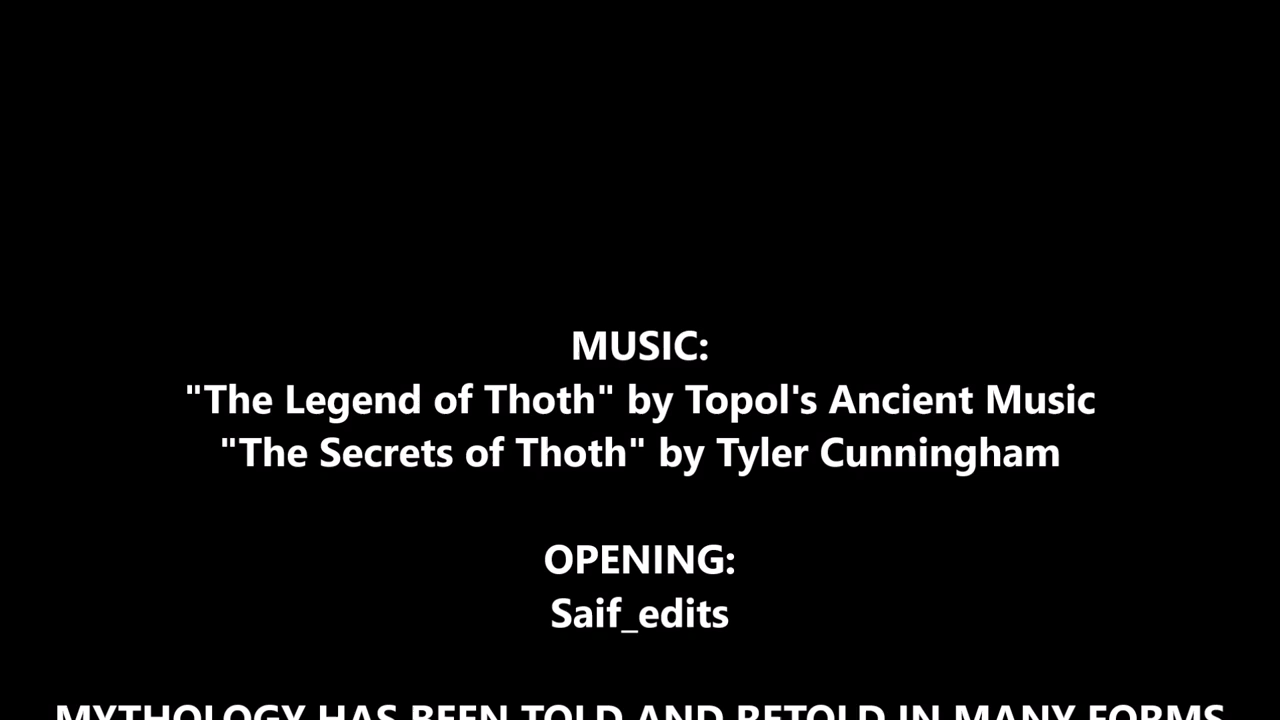 MUSIC:
"The Legend of Thoth" by Topol's Ancient Music
"The Secrets of Thoth" by Tyler Cunningham
OPENING:
Saif_edits
MYTHOLOGY HAS BEEN TOLD AND RETOLD IN MANY FORMS